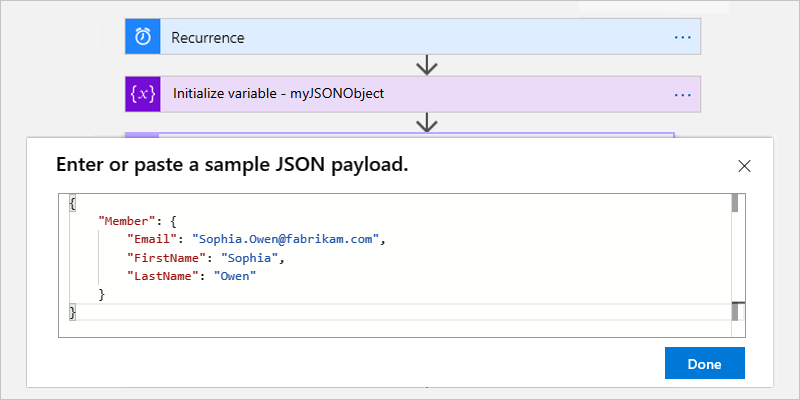 Recurrence
...
{x} Initialize variable - myJSONObject
...
Enter or paste a sample JSON payload.
{
    "Member": {
        "Email": "Sophia.Owen@fabrikam.com",
        "FirstName": "Sophia",
        "LastName": "Owen"
    }
}
Done